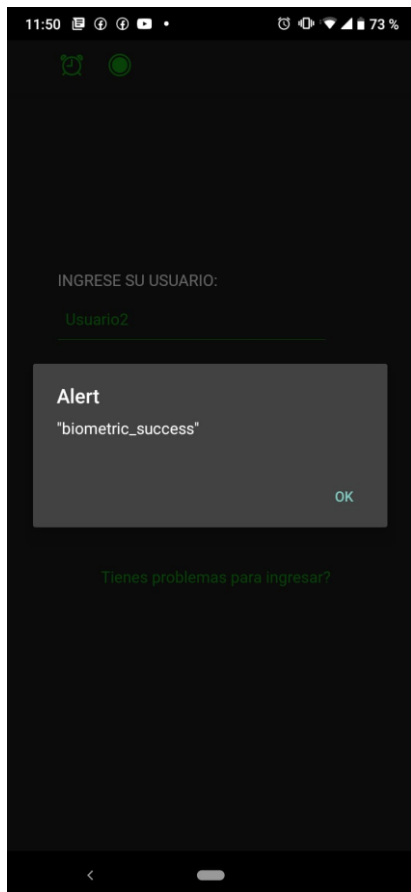 11:50 73 %
INGRESE SU USUARIO:
Usuario2
Alert
"biometric_success"
OK
Tienes problemas para ingresar?